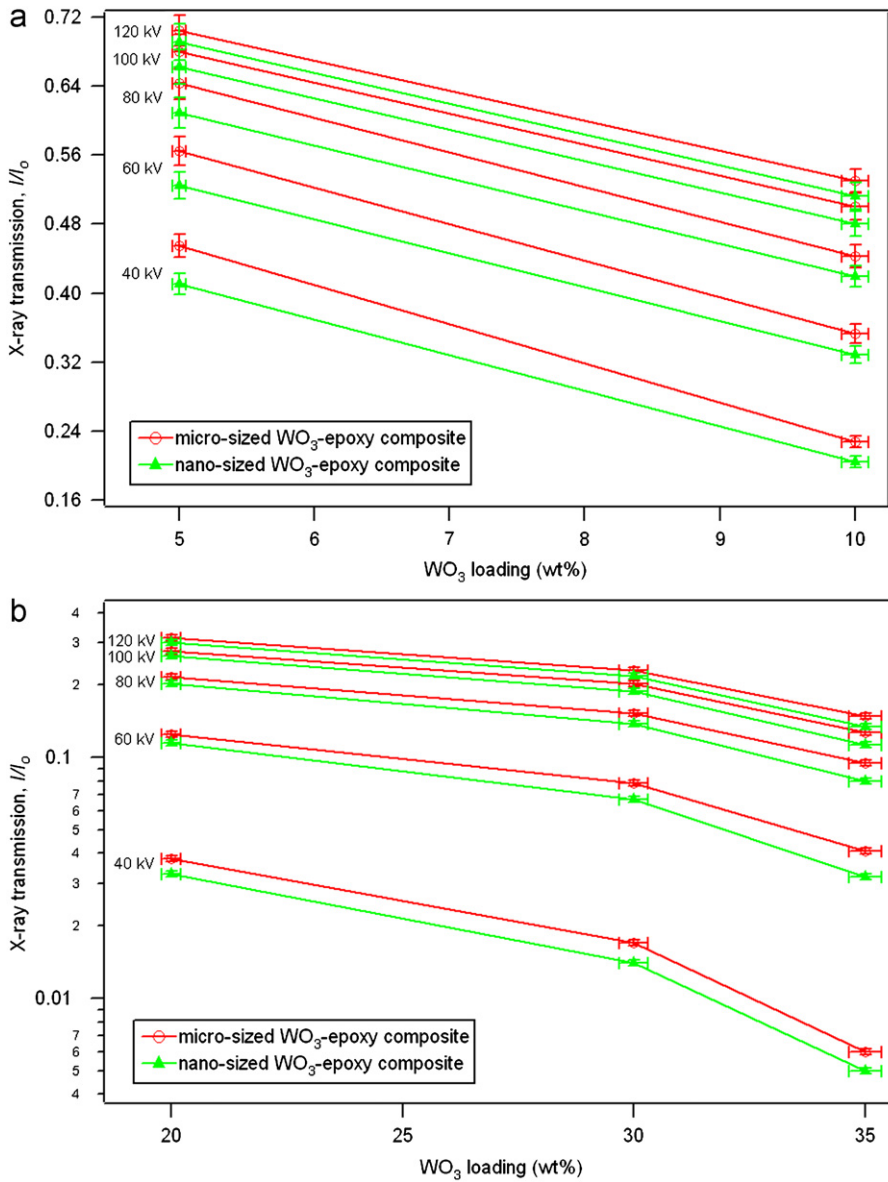 a
X-ray transmission, I/Io
0.72
0.64
0.56
0.48
0.40
0.32
0.24
0.16
120 kV
100 kV
80 kV
60 kV
40 kV
micro-sized WO₃-epoxy composite
nano-sized WO₃-epoxy composite
5 6 7 8 9 10
WO₃ loading (wt%)
b
X-ray transmission, I/Io
4
3
2
0.1
7
6
5
4
3
2
0.01
7
6
5
4
120 kV
100 kV
80 kV
60 kV
40 kV
micro-sized WO₃-epoxy composite
nano-sized WO₃-epoxy composite
20 25 30 35
WO₃ loading (wt%)